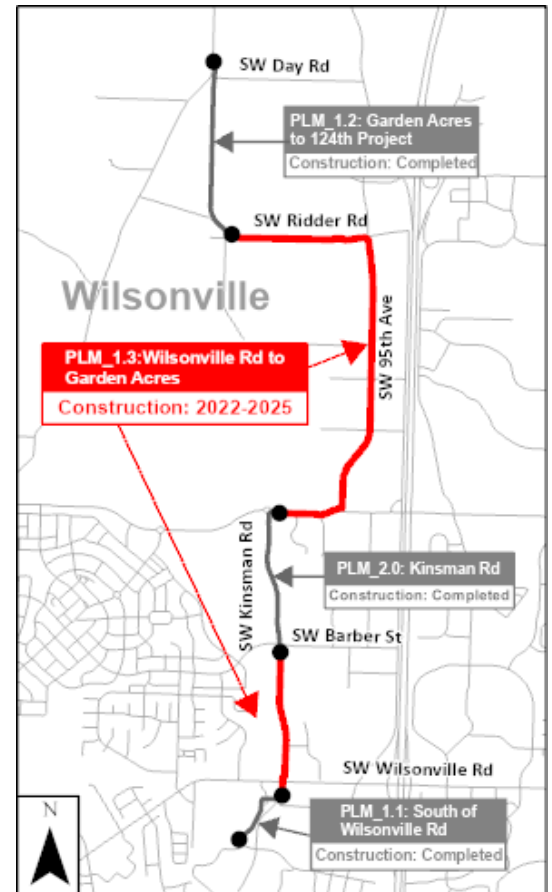 SW Day Rd
PLM_1.2: Garden Acres
to 124th Project
Construction: Completed
SW Ridder Rd
Wilsonville
SW 95th Ave
PLM_1.3:Wilsonville Rd to
Garden Acres
Construction: 2022-2025
SW Kinsman Rd
PLM_2.0: Kinsman Rd
Construction: Completed
SW Barber St
SW Wilsonville Rd
N
PLM_1.1: South of
Wilsonville Rd
Construction: Completed